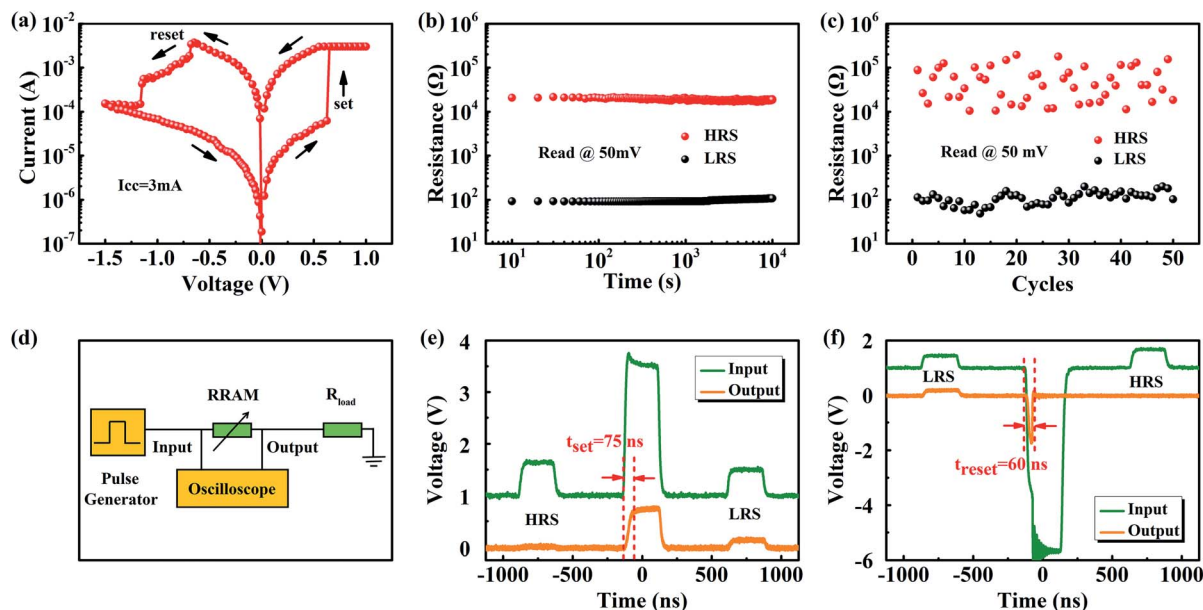 (a)
10⁻²
10⁻³
10⁻⁴
10⁻⁵
10⁻⁶
10⁻⁷
Current (A)
reset
set
Icc=3mA
-1.5 -1.0 -0.5 0.0 0.5 1.0
Voltage (V)
(b)
10⁶
10⁵
10⁴
10³
10²
10¹
Resistance (Ω)
HRS
Read @ 50mV
LRS
10¹ 10² 10³ 10⁴
Time (s)
(c)
10⁶
10⁵
10⁴
10³
10²
10¹
Resistance (Ω)
HRS
Read @ 50 mV
LRS
0 10 20 30 40 50
Cycles
(d)
RRAM
R_load
Input
Output
Pulse
Generator
Oscilloscope
(e)
4
3
2
1
0
Voltage (V)
Input
Output
t_set=75 ns
HRS
LRS
-1000 -500 0 500 1000
Time (ns)
(f)
2
0
-2
-4
-6
Voltage (V)
LRS
HRS
t_reset=60 ns
Input
Output
-1000 -500 0 500 1000
Time (ns)